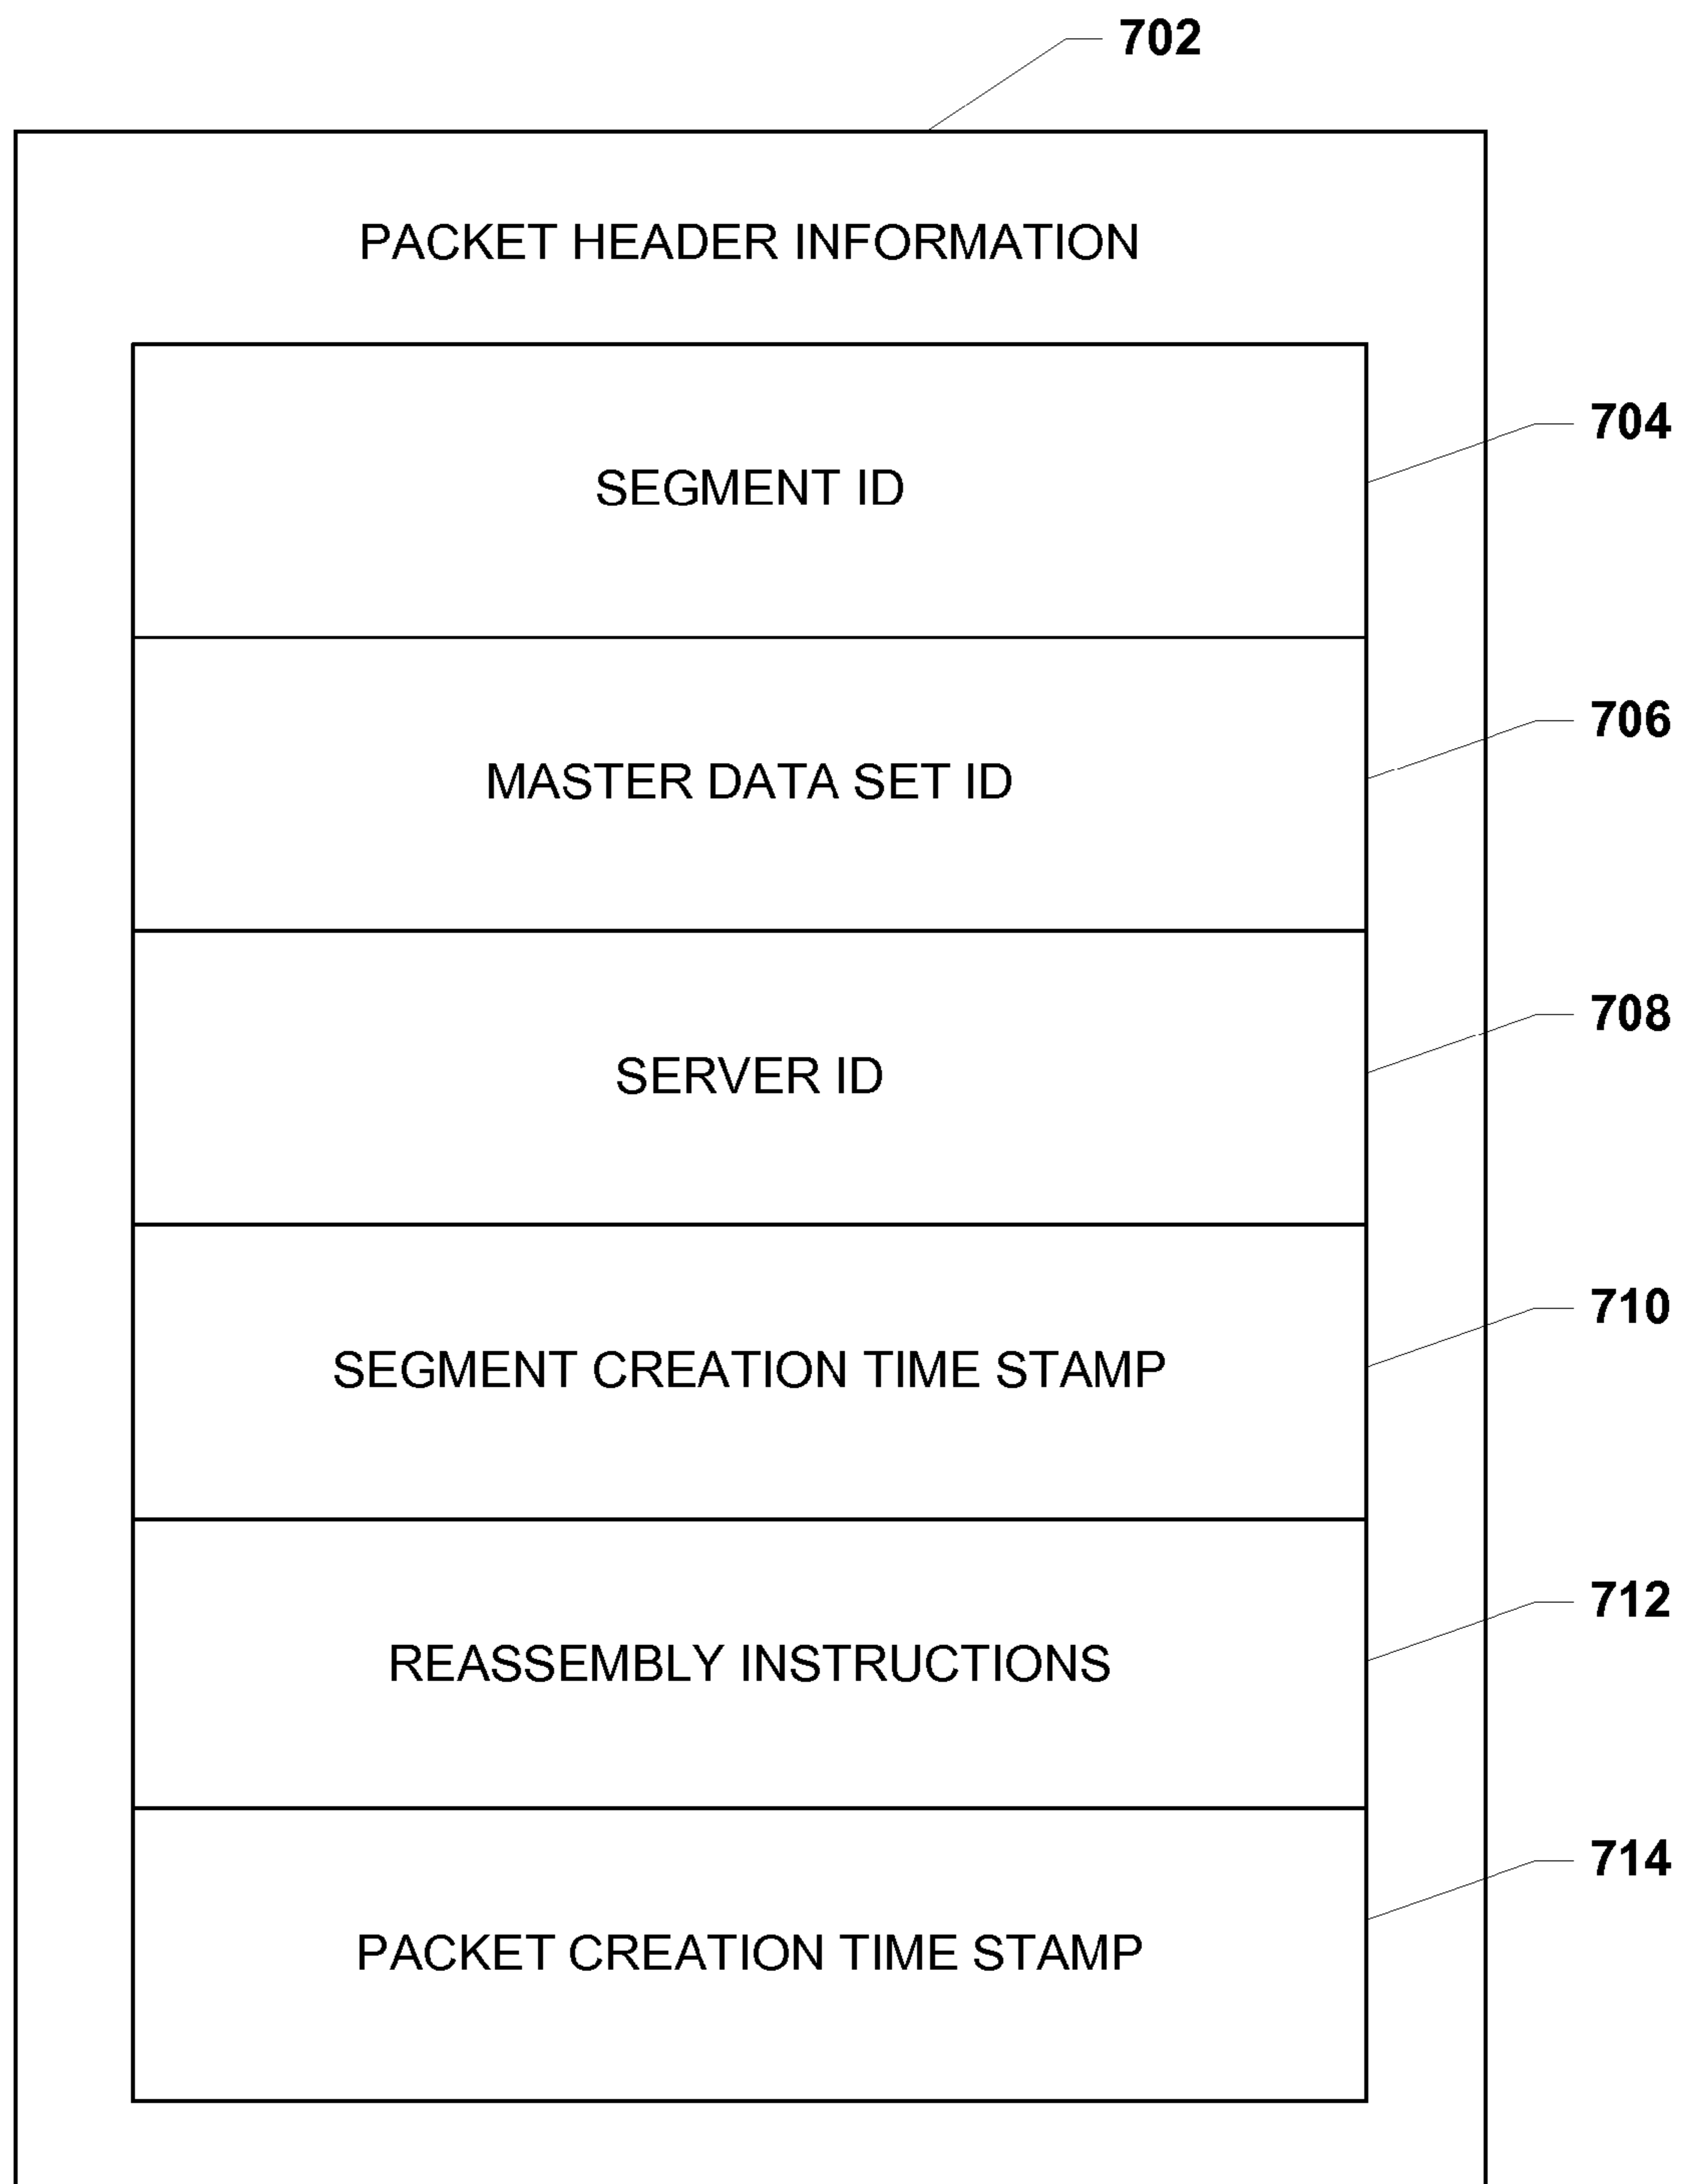 702
PACKET HEADER INFORMATION
704
SEGMENT ID
706
MASTER DATA SET ID
708
SERVER ID
710
SEGMENT CREATION TIME STAMP
712
REASSEMBLY INSTRUCTIONS
714
PACKET CREATION TIME STAMP